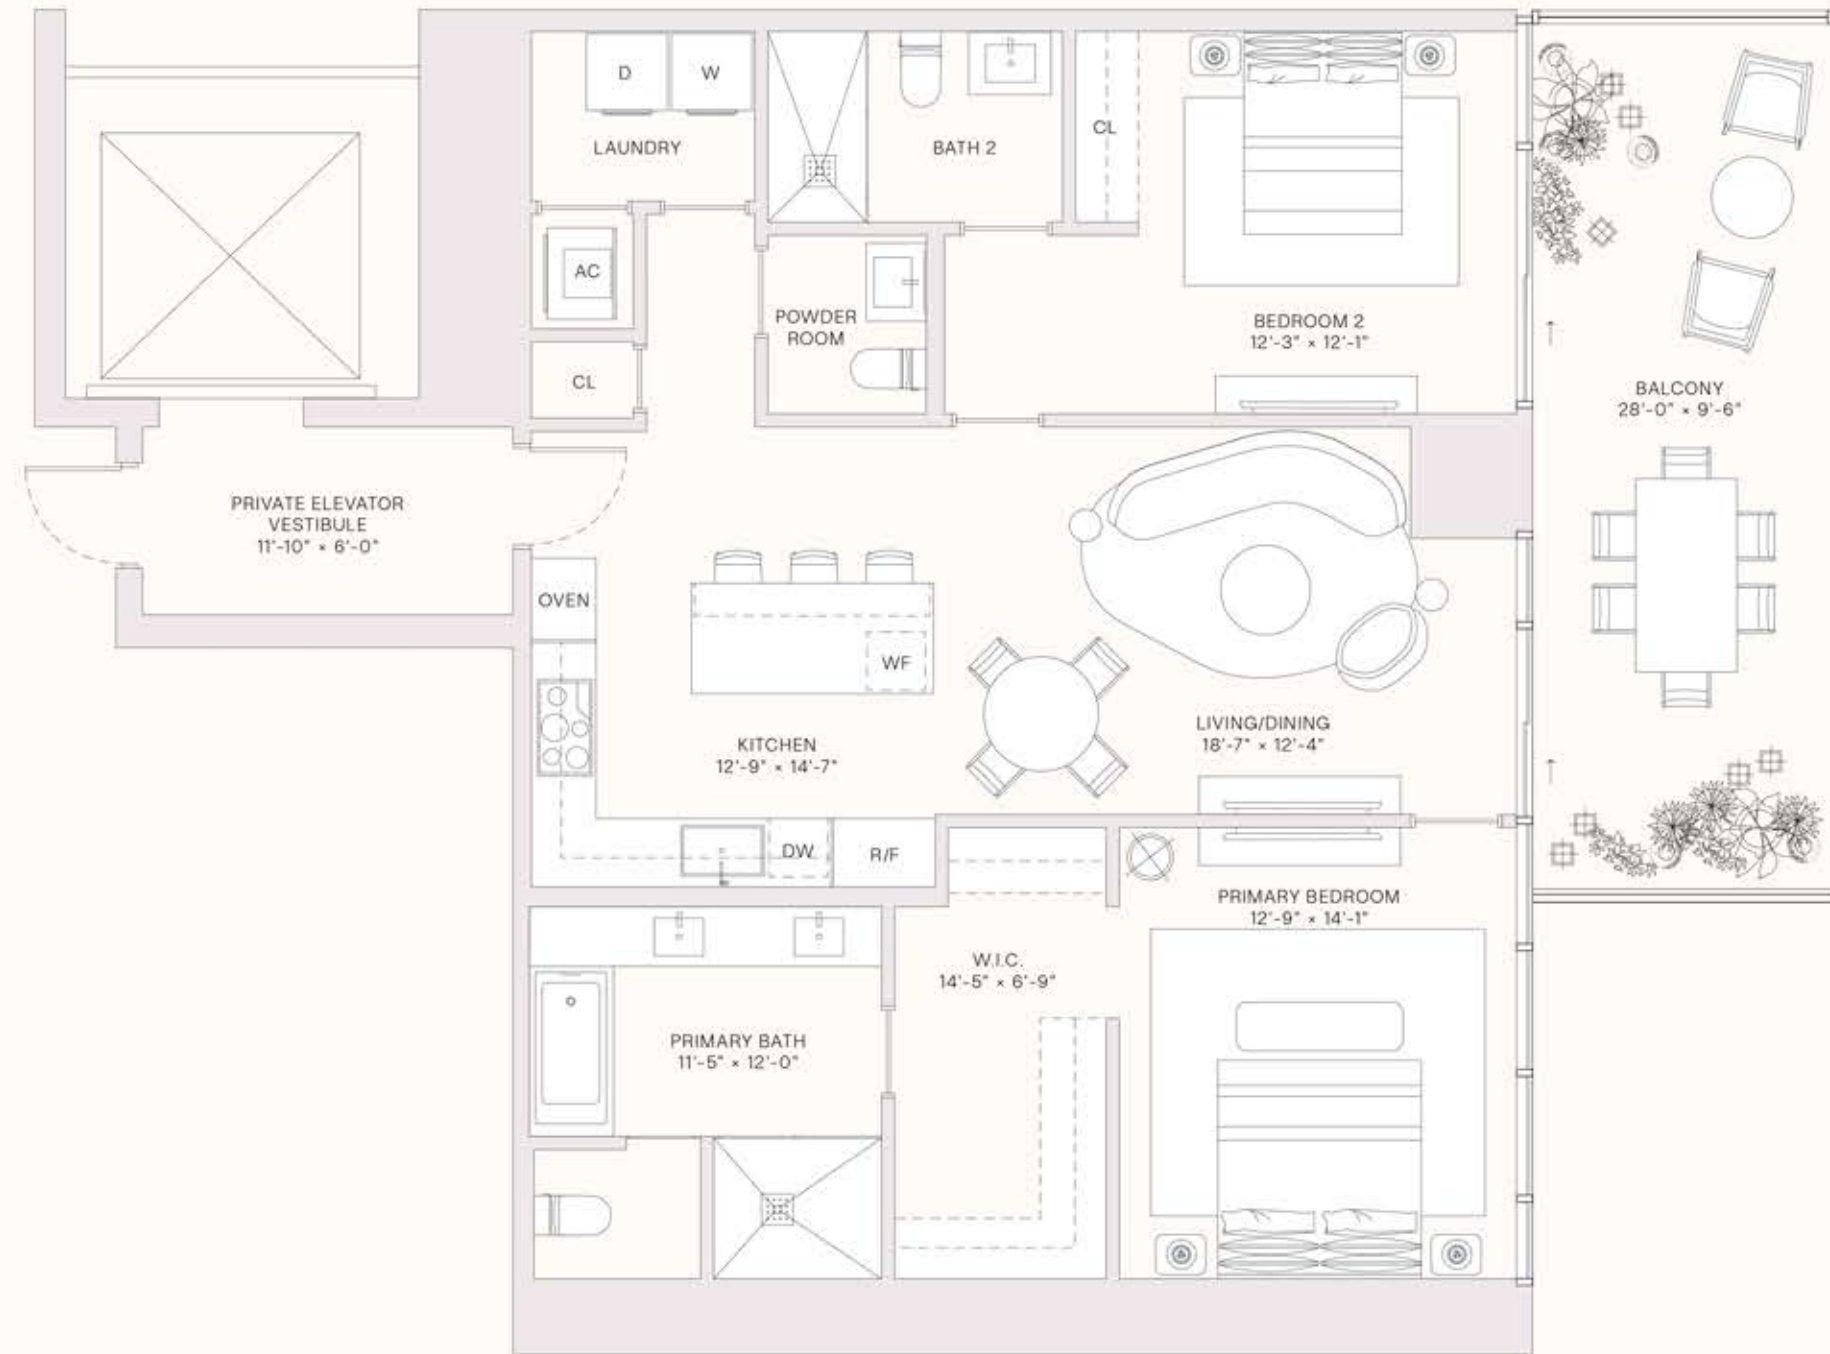 D
W
LAUNDRY
BATH 2
CL
AC
CL
POWDER
ROOM
BEDROOM 2
12'-3" × 12'-1"
BALCONY
28'-0" × 9'-6"
PRIVATE ELEVATOR
VESTIBULE
11'-10" × 6'-0"
OVEN
WF
KITCHEN
12'-9" × 14'-7"
LIVING/DINING
18'-7" × 12'-4"
DW
R/F
PRIMARY BEDROOM
12'-9" × 14'-1"
W.I.C.
14'-5" × 6'-9"
PRIMARY BATH
11'-5" × 12'-0"